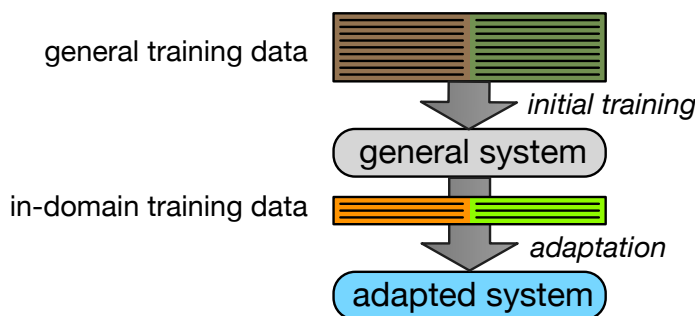 general training data
initial training
general system
in-domain training data
adaptation
adapted system